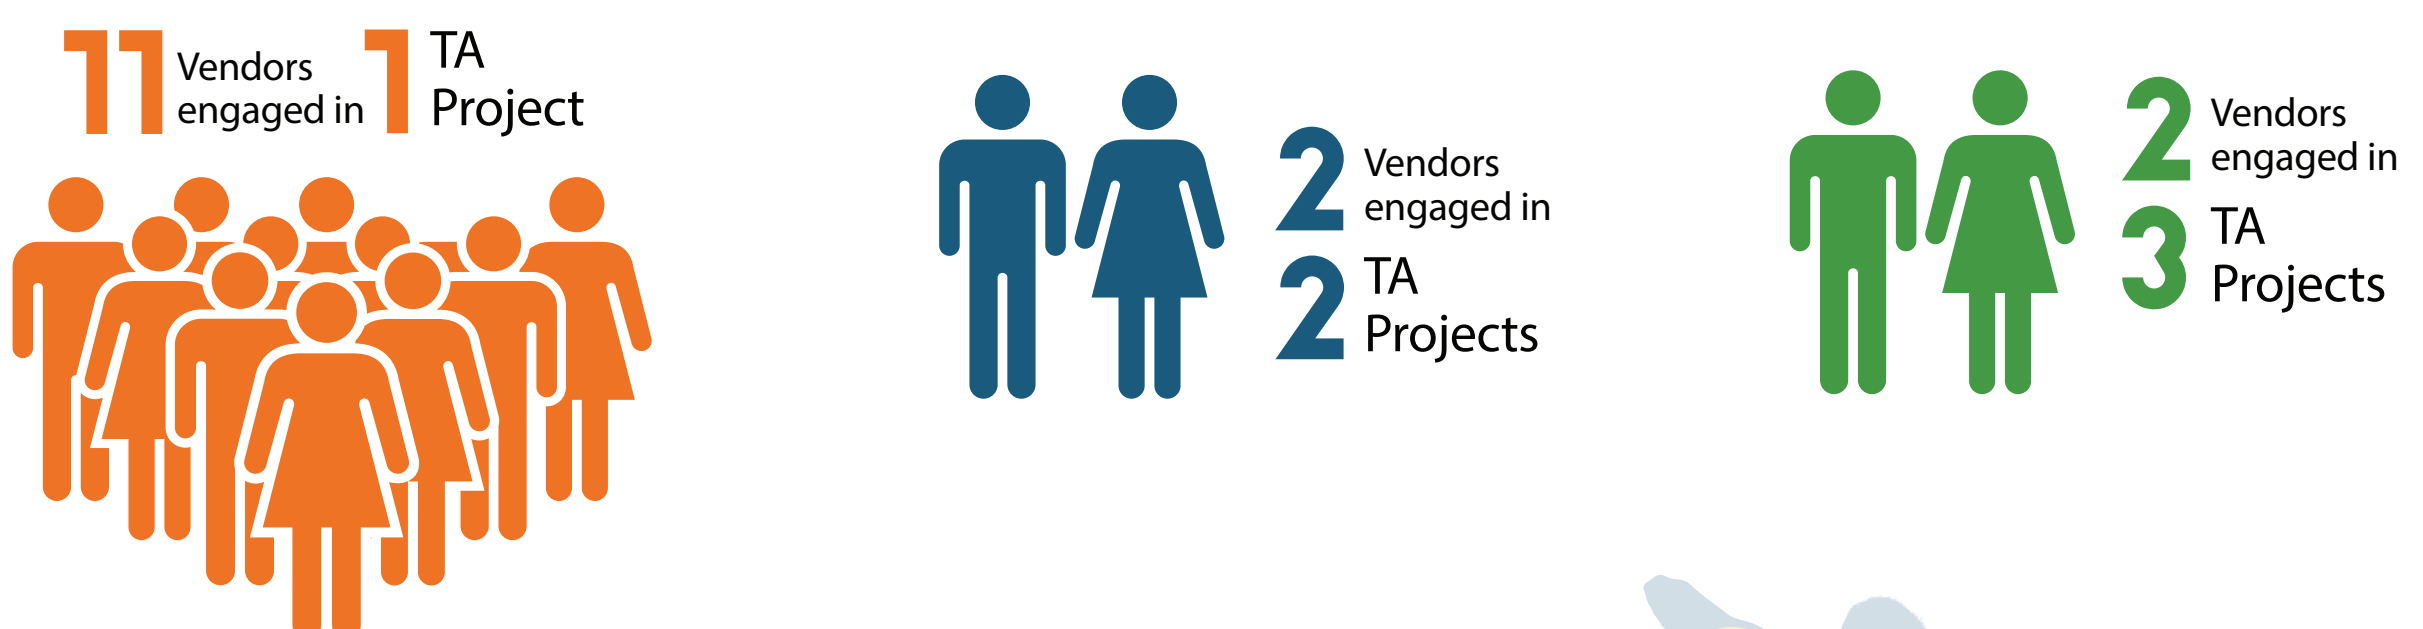 11 Vendors engaged in 1 TA Project
2 Vendors
engaged in
2 TA
Projects
2 Vendors
engaged in
3 TA
Projects